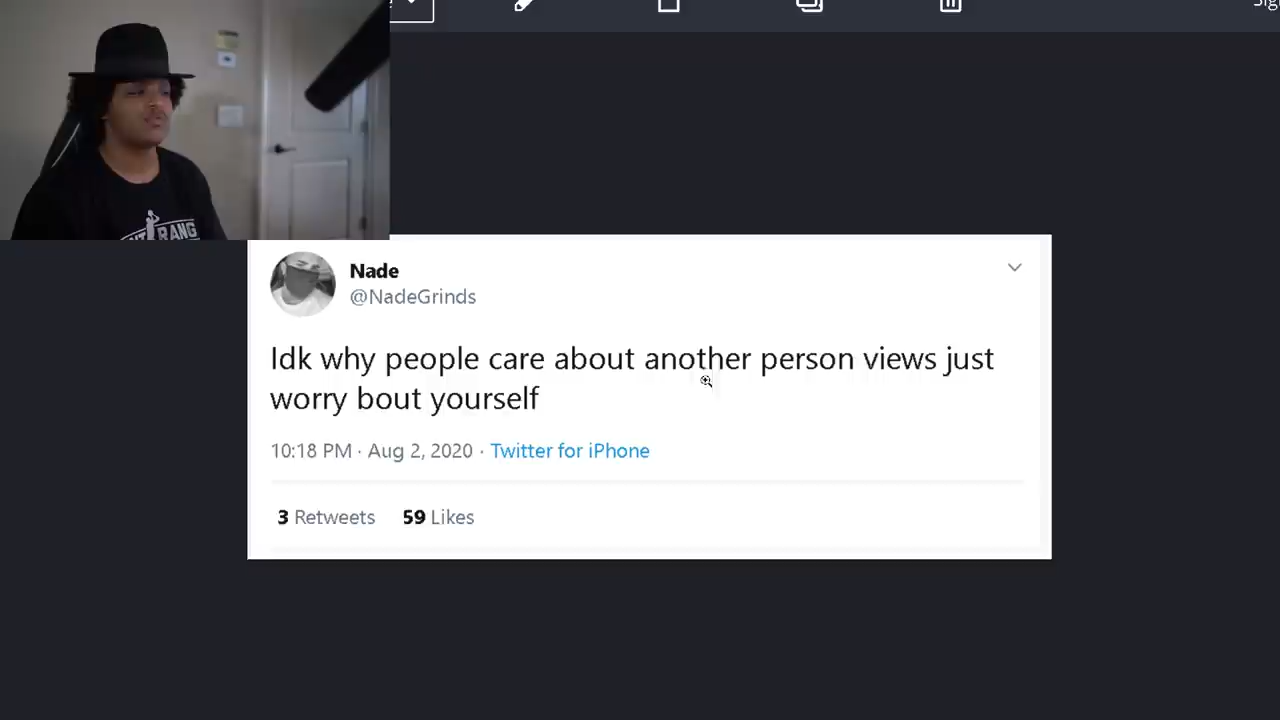 Nade
@NadeGrinds
Idk why people care about another person views just
worry bout yourself
10:18 PM · Aug 2, 2020 · Twitter for iPhone
3 Retweets 59 Likes
RANG